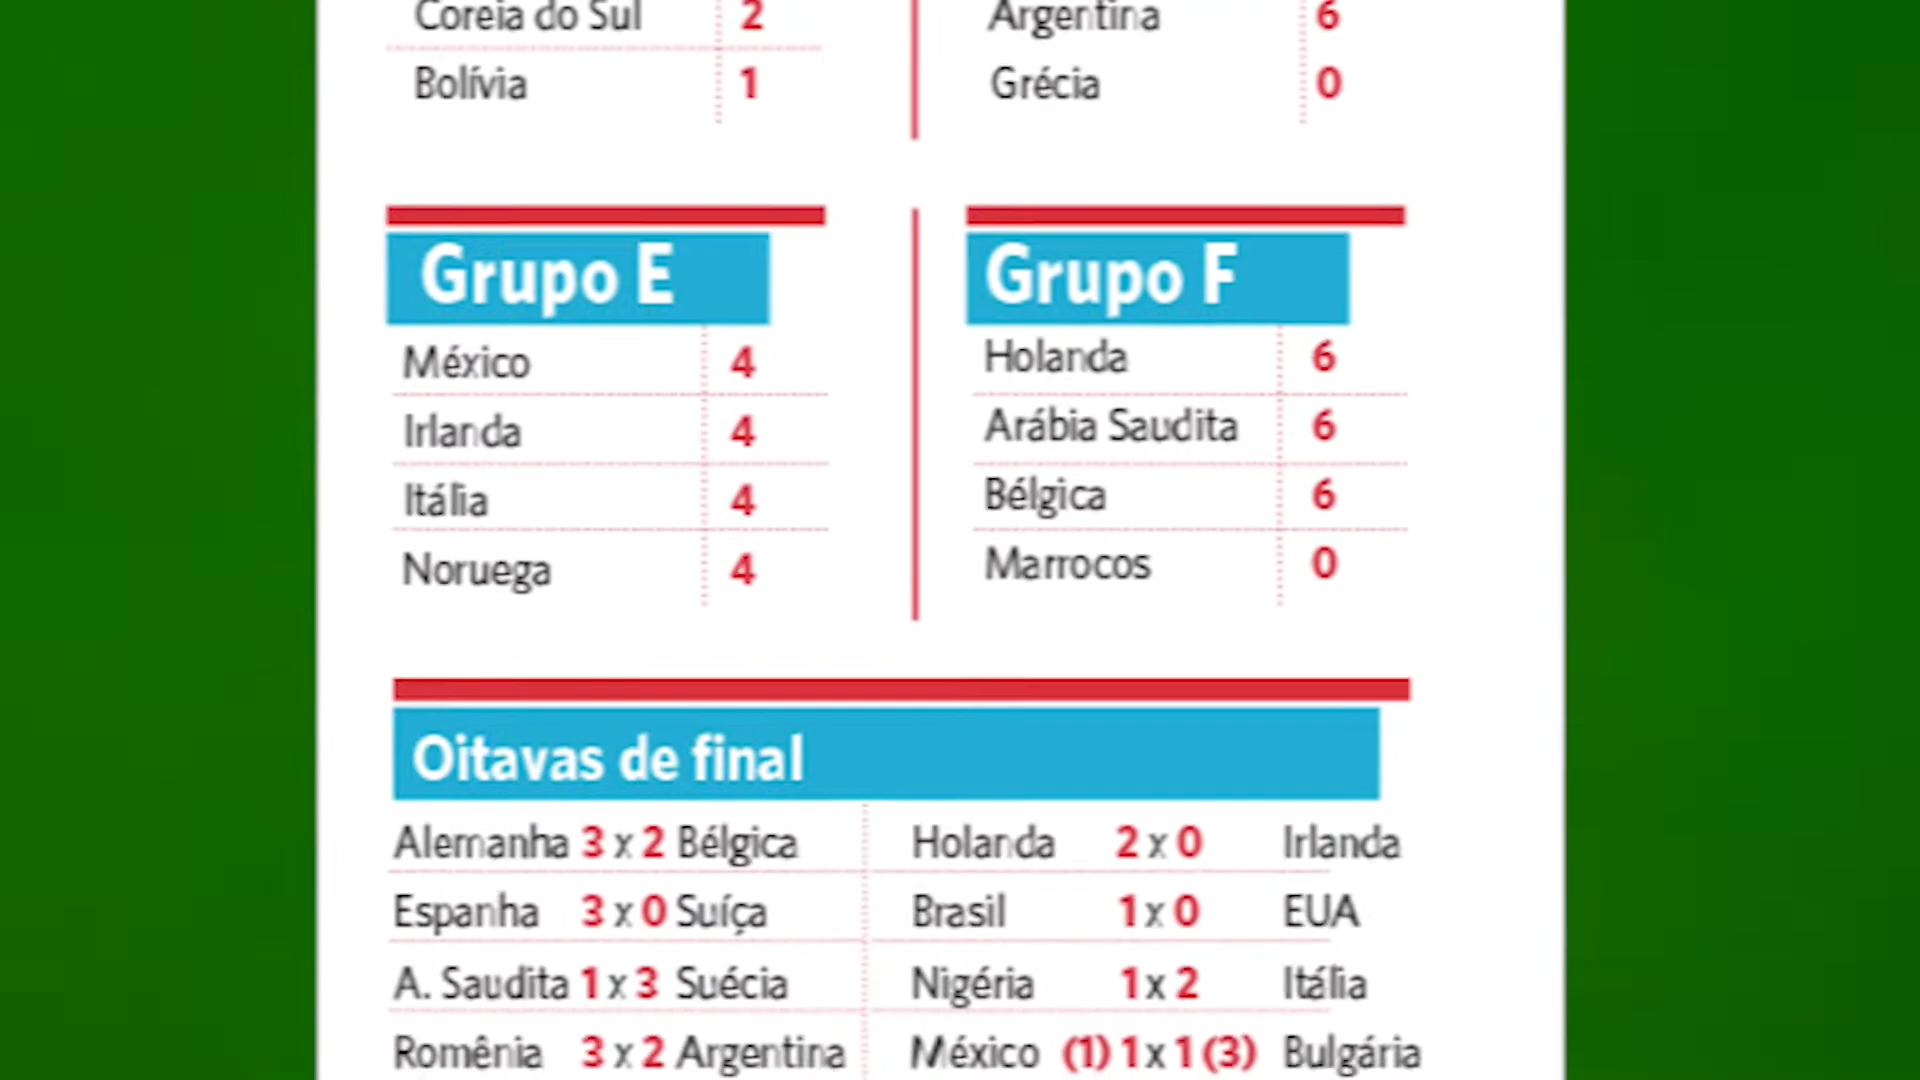 Coreia do Sul 2
Bolívia 1
Argentina 6
Grécia 0
Grupo E
México 4
Irlanda 4
Itália 4
Noruega 4
Grupo F
Holanda 6
Arábia Saudita 6
Bélgica 6
Marrocos 0
Oitavas de final
Alemanha 3 x 2 Bélgica
Espanha 3 x 0 Suíça
A. Saudita 1 x 3 Suécia
Romênia 3 x 2 Argentina
Holanda 2 x 0 Irlanda
Brasil 1 x 0 EUA
Nigéria 1 x 2 Itália
México (1) 1 x 1 (3) Bulgária